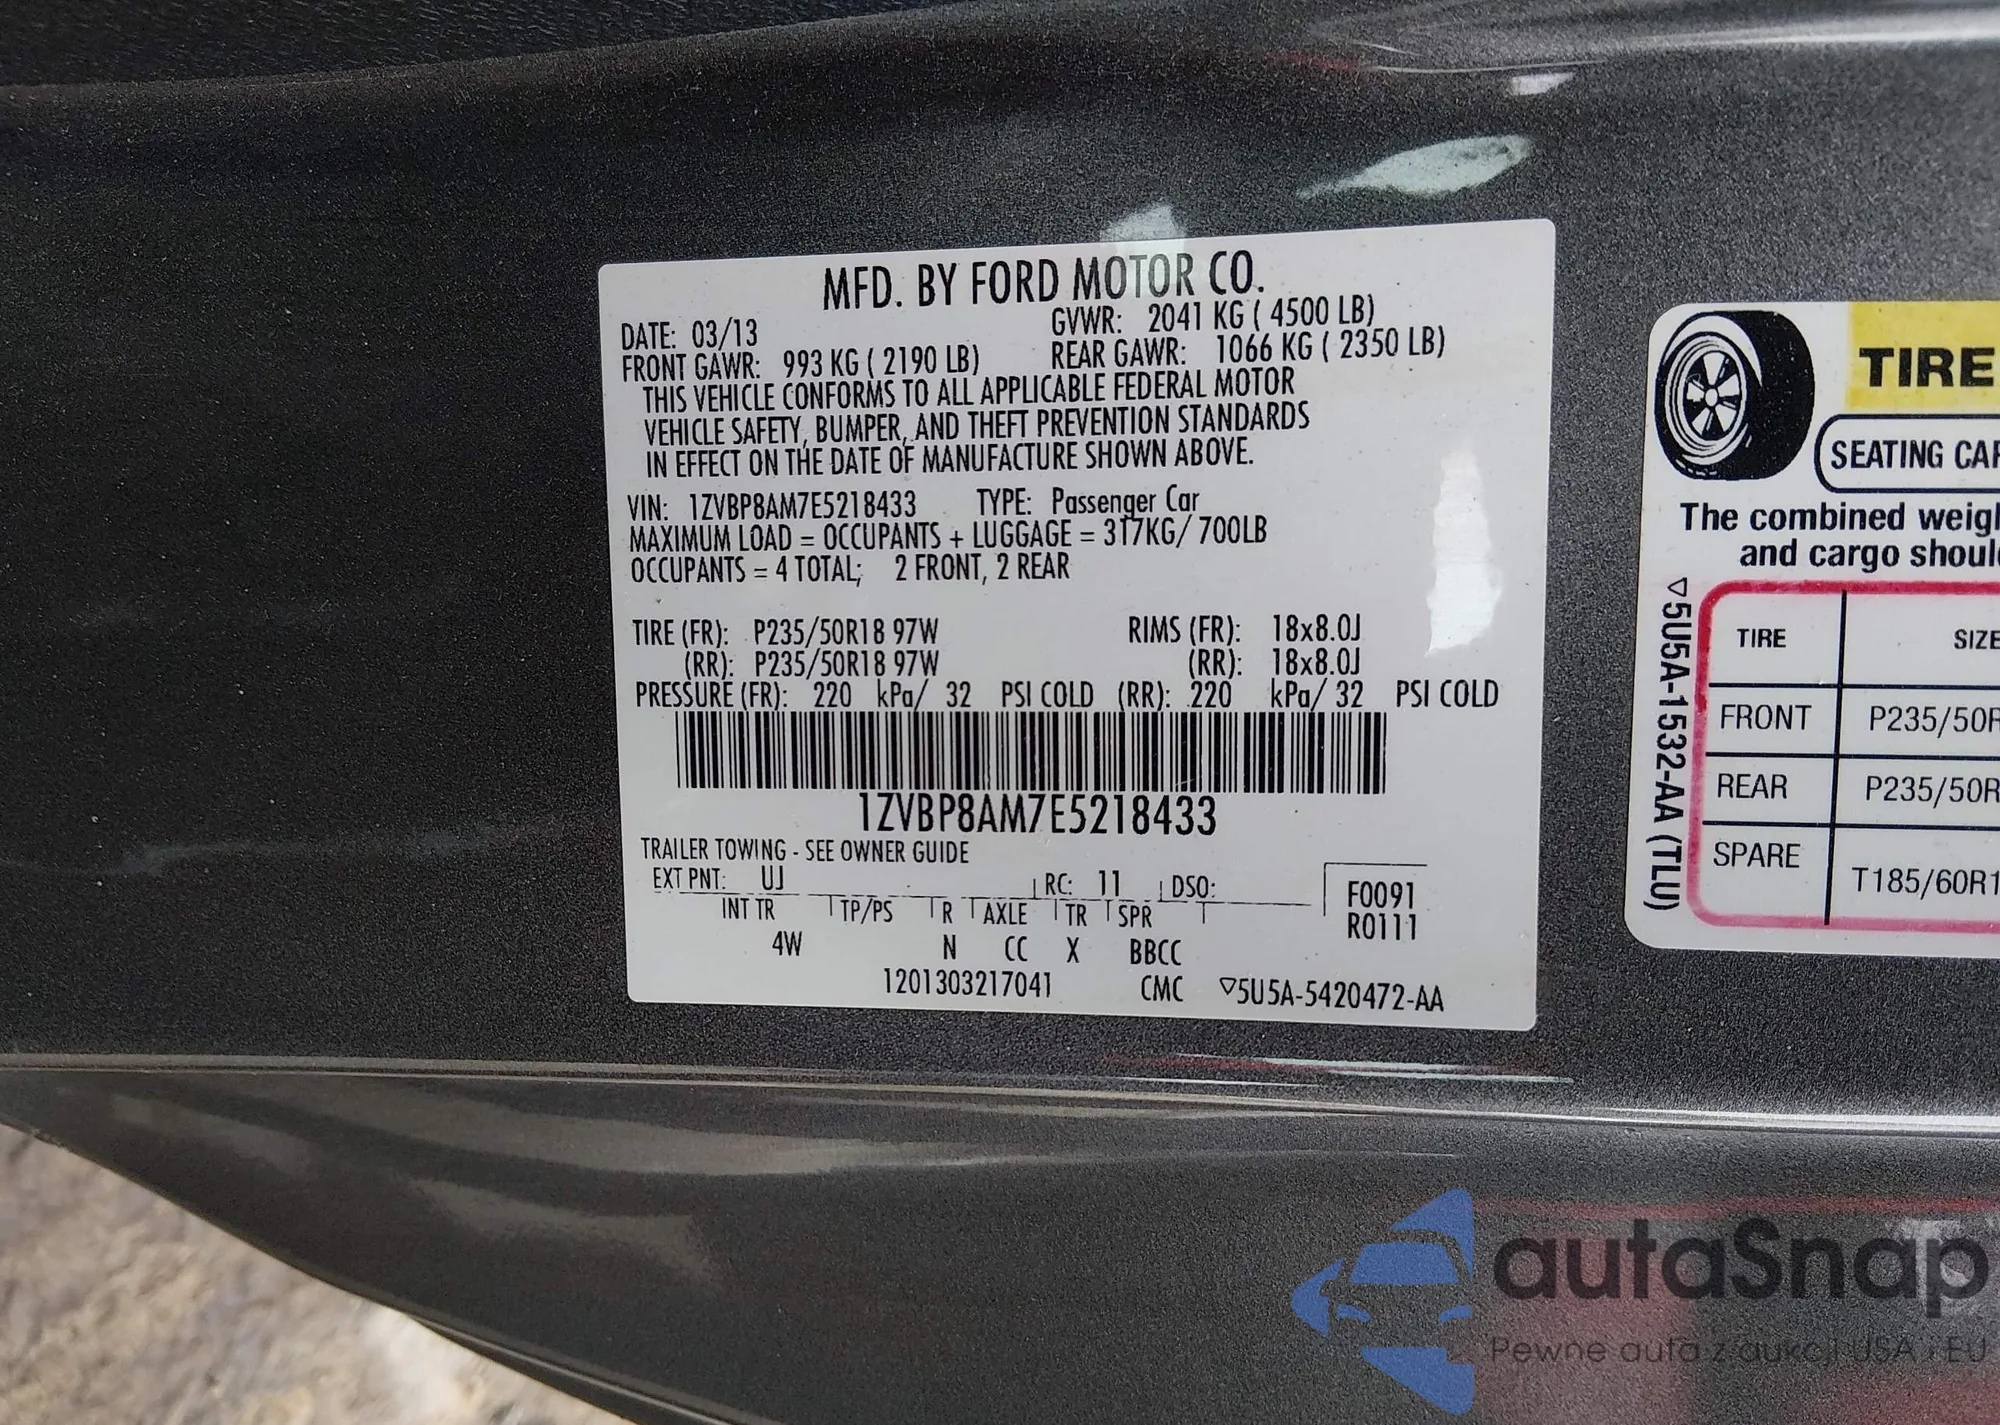 MFD. BY FORD MOTOR CO.
DATE: 03/13
GVWR: 2041 KG ( 4500 LB)
FRONT GAWR: 993 KG ( 2190 LB)
REAR GAWR: 1066 KG ( 2350 LB)
THIS VEHICLE CONFORMS TO ALL APPLICABLE FEDERAL MOTOR
VEHICLE SAFETY, BUMPER, AND THEFT PREVENTION STANDARDS
IN EFFECT ON THE DATE OF MANUFACTURE SHOWN ABOVE.
VIN: 1ZVBP8AM7E5218433 TYPE: Passenger Car
MAXIMUM LOAD = OCCUPANTS + LUGGAGE = 317KG/ 700LB
OCCUPANTS = 4 TOTAL; 2 FRONT, 2 REAR
TIRE (FR): P235/50R18 97W RIMS (FR): 18x8.0J
(RR): P235/50R18 97W (RR): 18x8.0J
PRESSURE (FR): 220 kPa/ 32 PSI COLD (RR): 220 kPa/ 32 PSI COLD
1ZVBP8AM7E5218433
TRAILER TOWING - SEE OWNER GUIDE
EXT PNT: UJ RC: 11 DSO:
INT TR TP/PS R AXLE TR SPR
4W N CC X BBCC
F0091
R0111
1201303217041 CMC ▽5U5A-5420472-AA
TIRE
SEATING CAP
The combined weigh
and cargo should
▽5U5A-1532-AA (TLU)
TIRE SIZE
FRONT P235/50R
REAR P235/50R
SPARE T185/60R1
autaSnap
Pewne auta z aukcji USA i EU